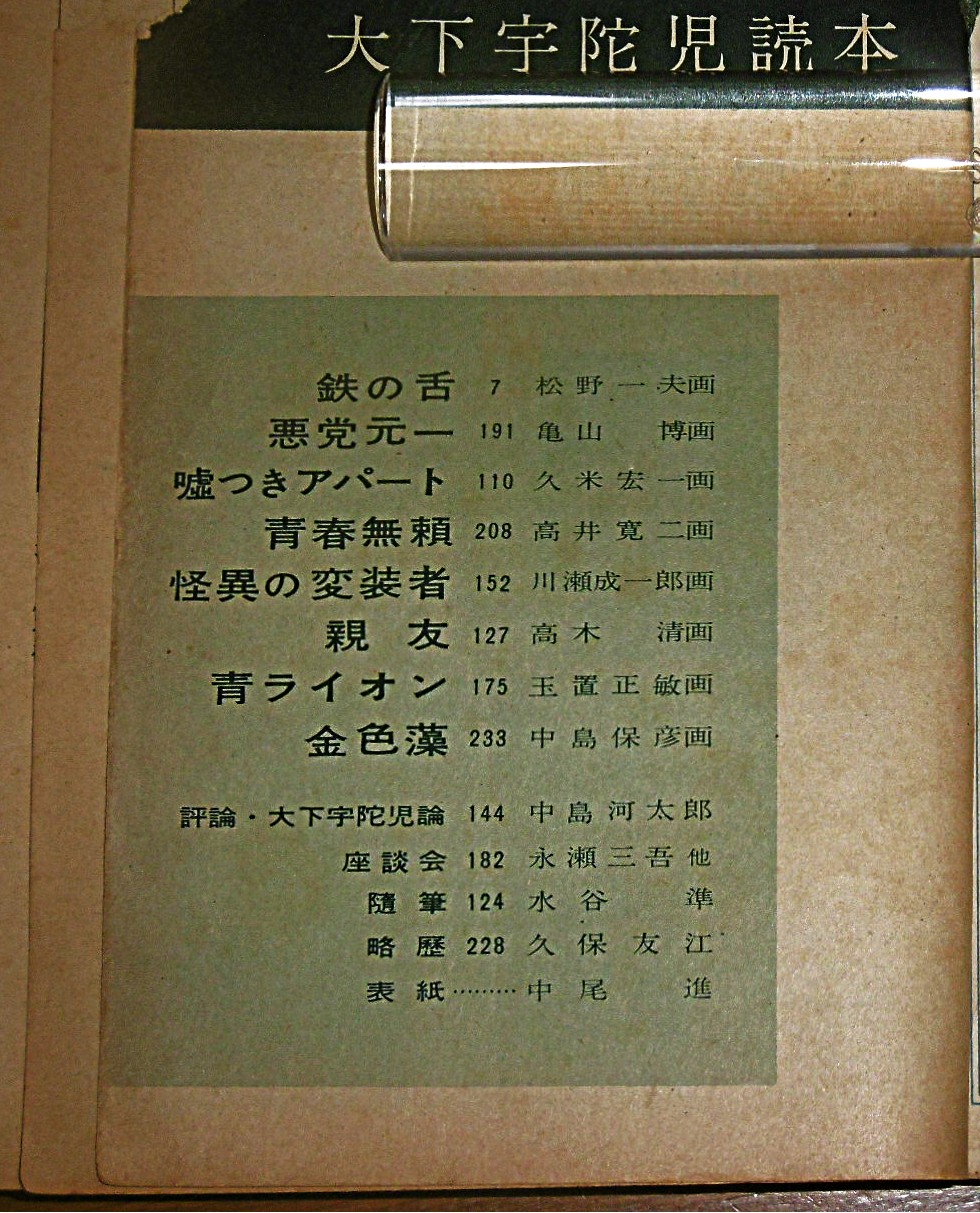 大下宇陀児読本
鉄の舌 7 松野一夫画
悪党元一 191 亀山 博画
嘘つきアパート 110 久米宏一画
青春無頼 208 高井寛二画
怪異の変装者 152 川瀬成一郎画
親友 127 高木 清画
青ライオン 175 玉置正敏画
金色藻 233 中島保彦画
評論・大下宇陀児論 144 中島河太郎
座談会 182 永瀬三吾他
随筆 124 水谷 準
略歴 228 久保友江
表紙………中尾 進